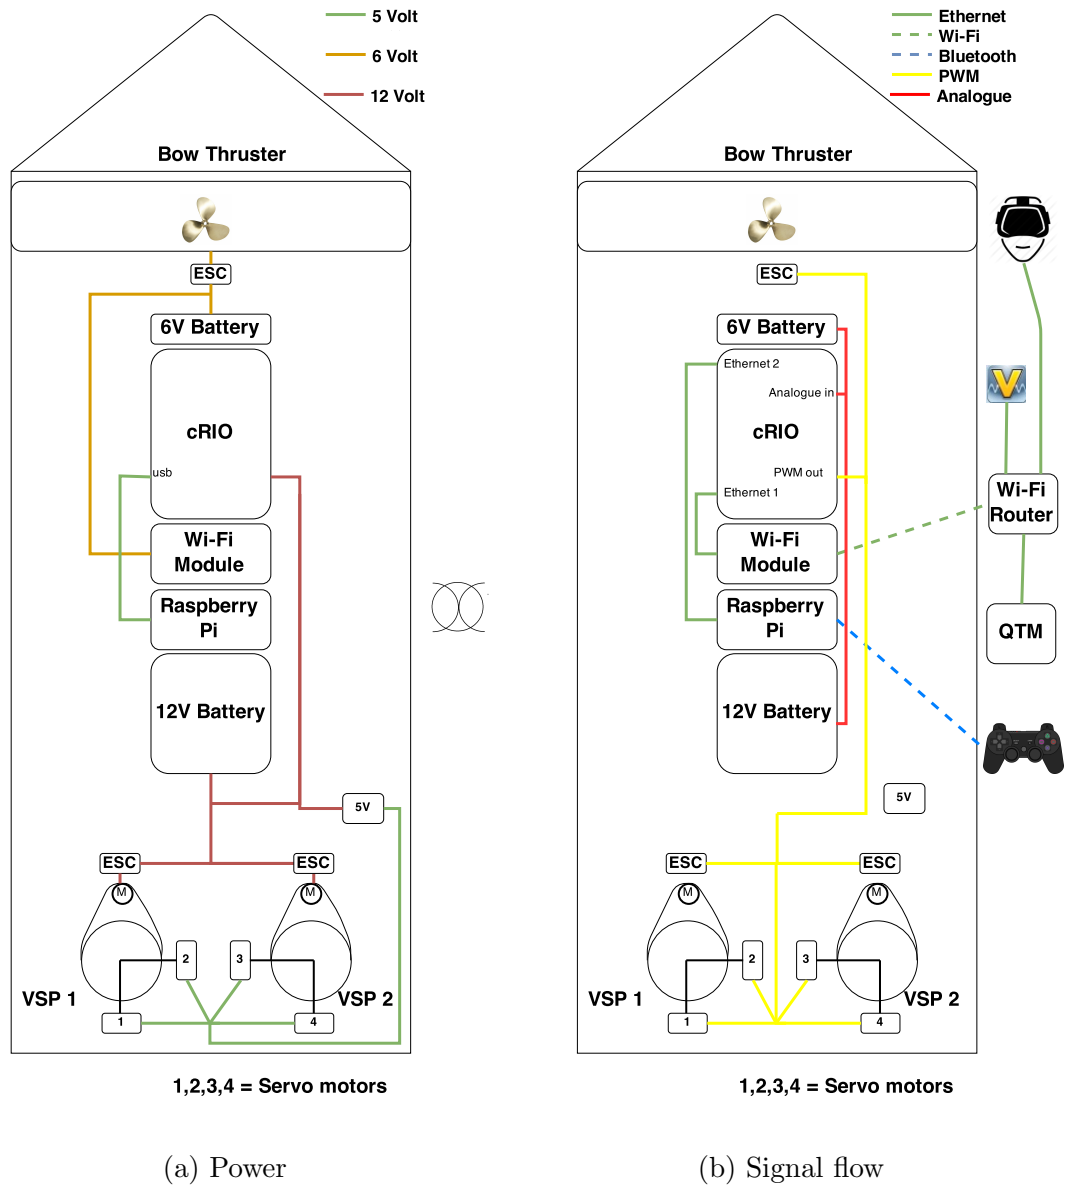 5 Volt
6 Volt
12 Volt
Bow Thruster
ESC
6V Battery
cRIO
usb
Wi-Fi
Module
Raspberry
Pi
12V Battery
5V
ESC
ESC
M
M
2
3
VSP 1
VSP 2
1
4
1,2,3,4 = Servo motors
(a) Power
Ethernet
Wi-Fi
Bluetooth
PWM
Analogue
Bow Thruster
ESC
6V Battery
Ethernet 2
Analogue in
cRIO
PWM out
Ethernet 1
V
Wi-Fi
Router
Wi-Fi
Module
Raspberry
Pi
QTM
12V Battery
5V
ESC
ESC
M
M
2
3
VSP 1
VSP 2
1
4
1,2,3,4 = Servo motors
(b) Signal flow